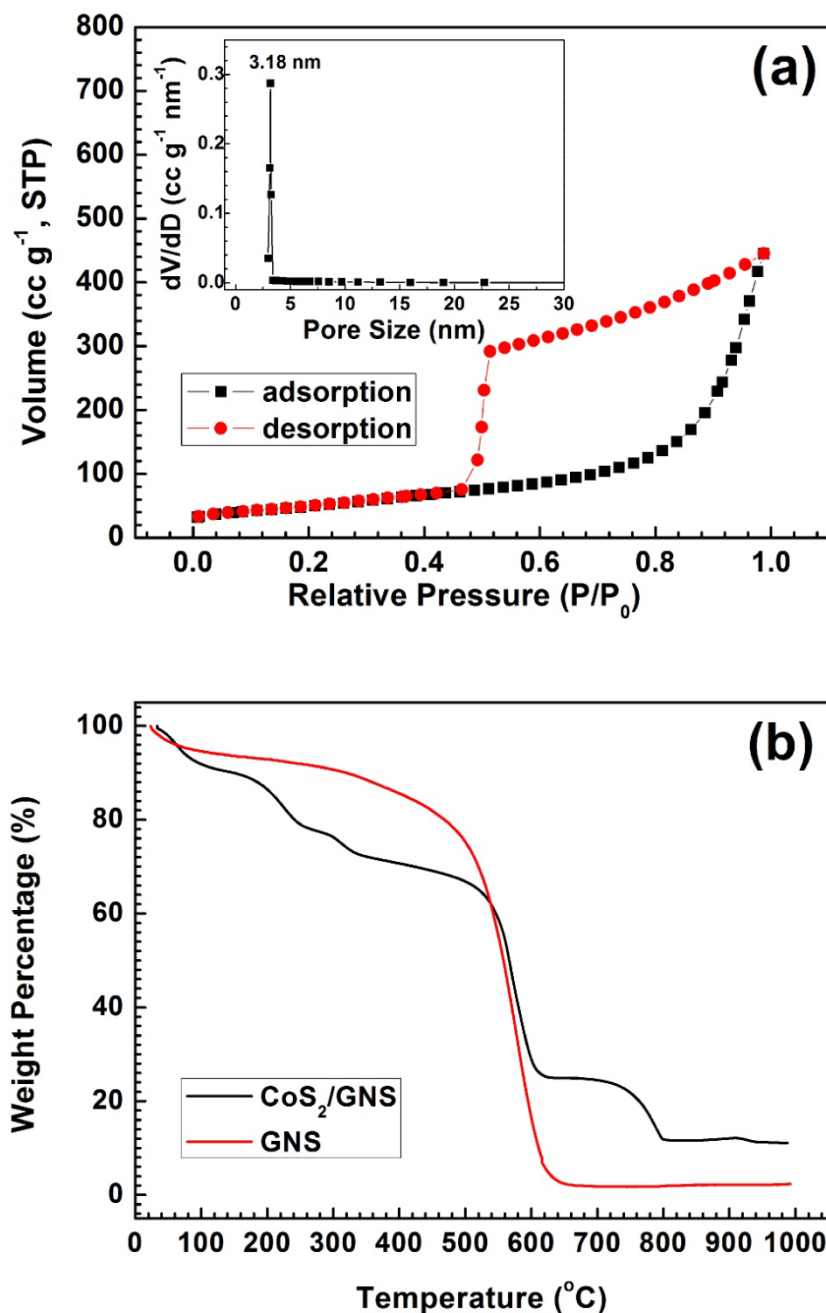 (a)
800
700
600
500
400
300
200
100
0
Volume (cc g⁻¹, STP)
3.18 nm
0.3
0.2
0.1
0.0
dV/dD (cc g⁻¹ nm⁻¹)
0 5 10 15 20 25 30
Pore Size (nm)
adsorption
desorption
0.0 0.2 0.4 0.6 0.8 1.0
Relative Pressure (P/P₀)
(b)
100
80
60
40
20
0
Weight Percentage (%)
CoS₂/GNS
GNS
0 100 200 300 400 500 600 700 800 900 1000
Temperature (°C)